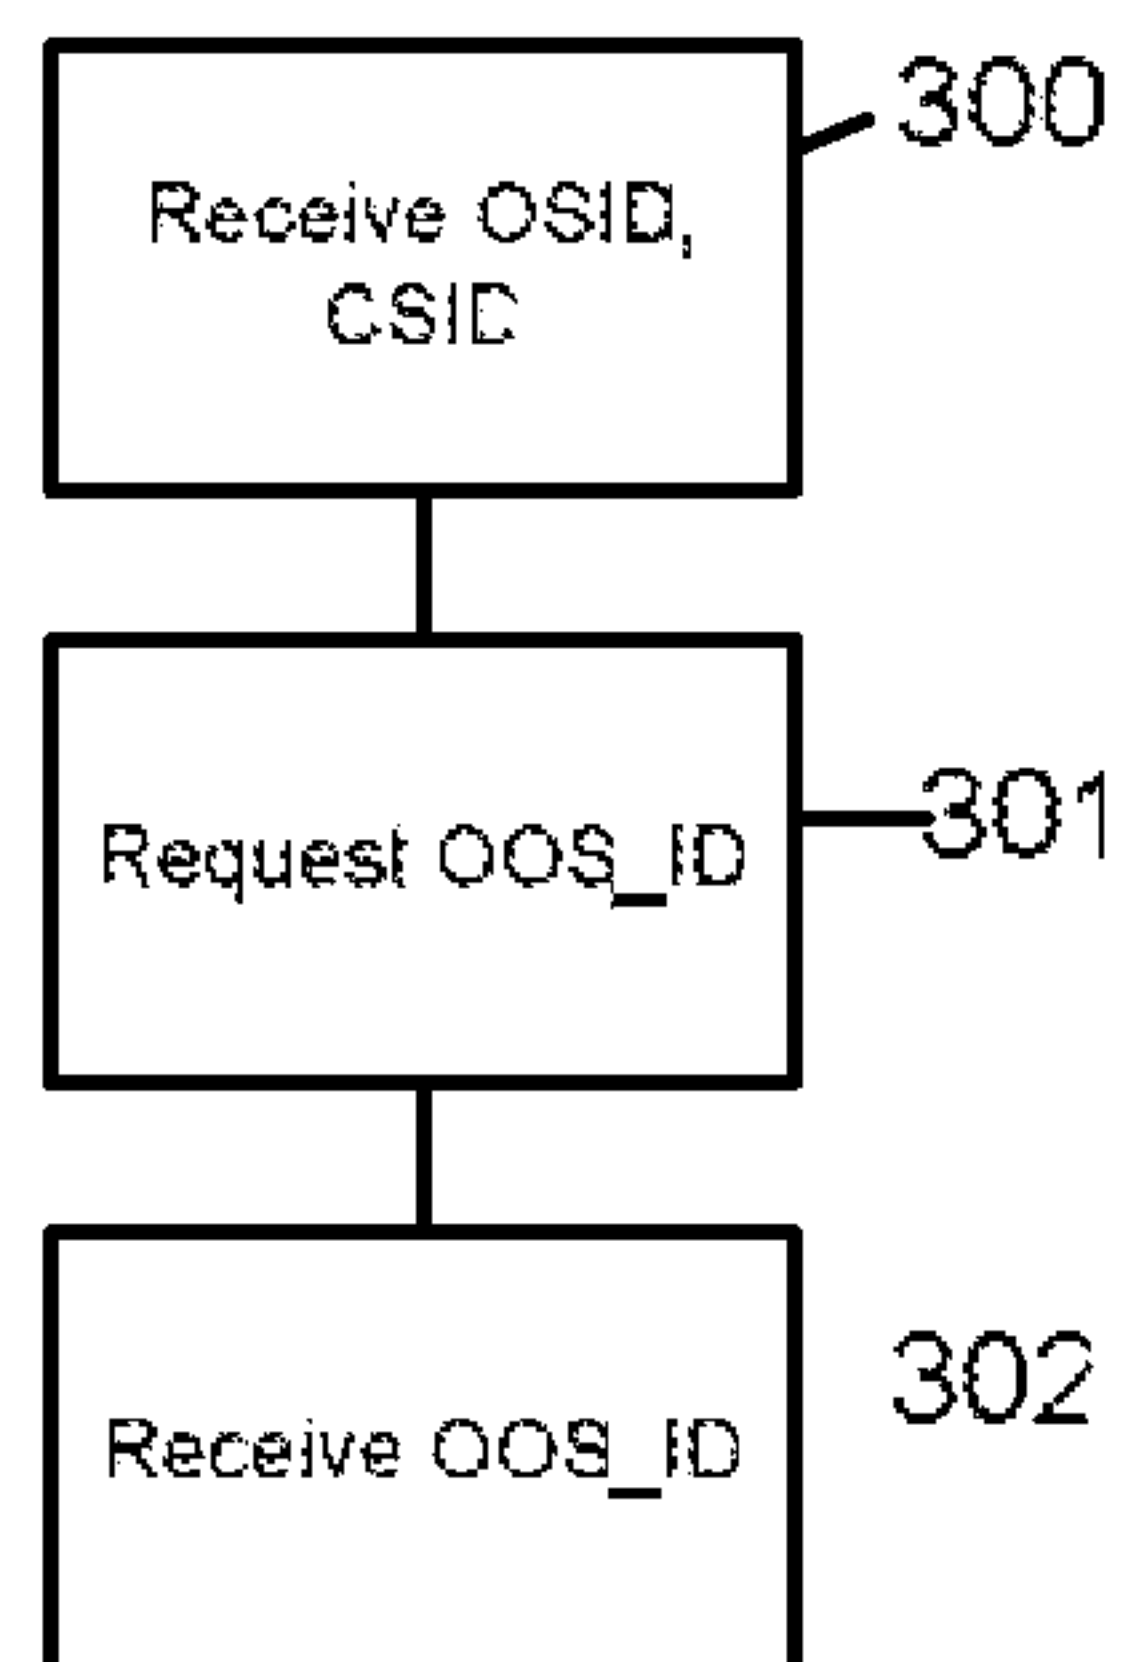 300
Receive OSID,
CSID
301
Request OOS_ID
302
Receive OOS_ID